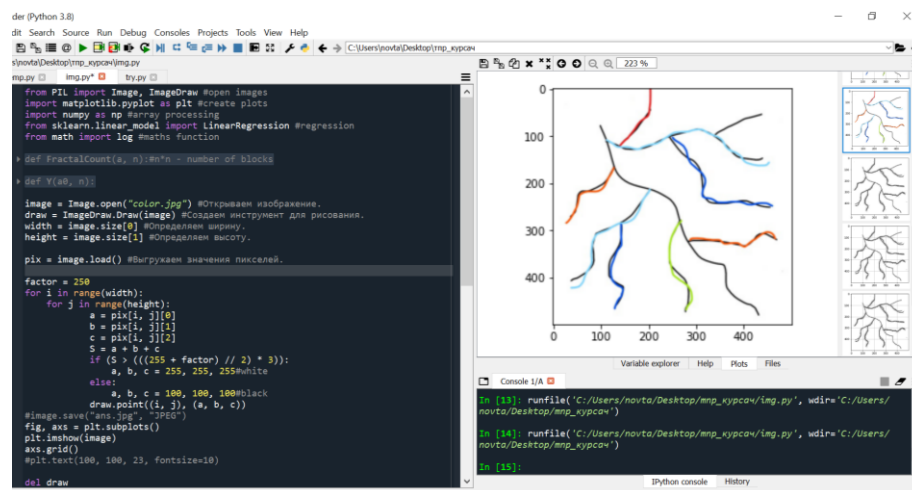 der (Python 3.8)
dit Search Source Run Debug Consoles Projects Tools View Help
C:\Users\novta\Desktop\mnp_курсач
s\novta\Desktop\mnp_курсач\img.py
mp.py img.py* try.py
223 %
from PIL import Image, ImageDraw #open images
import matplotlib.pyplot as plt #create plots
import numpy as np #array processing
from sklearn.linear_model import LinearRegression #regression
from math import log #maths function
def FractalCount(a, n):#n*n - number of blocks
def Y(a0, n):
image = Image.open("color.jpg") #Открываем изображение.
draw = ImageDraw.Draw(image) #Создаем инструмент для рисования.
width = image.size[0] #Определяем ширину.
height = image.size[1] #Определяем высоту.
pix = image.load() #Выгружаем значения пикселей.
factor = 250
for i in range(width):
for j in range(height):
a = pix[i, j][0]
b = pix[i, j][1]
c = pix[i, j][2]
S = a + b + c
if (S > (((255 + factor) // 2) * 3)):
a, b, c = 255, 255, 255#white
else:
a, b, c = 100, 100, 100#black
draw.point((i, j), (a, b, c))
#image.save("ans.jpg", "JPEG")
fig, axs = plt.subplots()
plt.imshow(image)
axs.grid()
#plt.text(100, 100, 23, fontsize=10)
del draw
0
100
200
300
400
0 100 200 300 400
Variable explorer Help Plots Files
Console 1/A
In [13]: runfile('C:/Users/novta/Desktop/mnp_курсач/img.py', wdir='C:/Users/
novta/Desktop/mnp_курсач')
In [14]: runfile('C:/Users/novta/Desktop/mnp_курсач/img.py', wdir='C:/Users/
novta/Desktop/mnp_курсач')
In [15]:
IPython console History